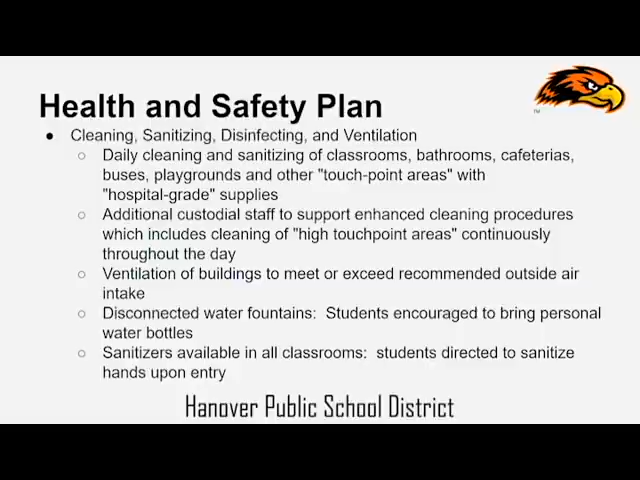 Health and Safety Plan
● Cleaning, Sanitizing, Disinfecting, and Ventilation
○ Daily cleaning and sanitizing of classrooms, bathrooms, cafeterias,
buses, playgrounds and other "touch-point areas" with
"hospital-grade" supplies
○ Additional custodial staff to support enhanced cleaning procedures
which includes cleaning of "high touchpoint areas" continuously
throughout the day
○ Ventilation of buildings to meet or exceed recommended outside air
intake
○ Disconnected water fountains:  Students encouraged to bring personal
water bottles
○ Sanitizers available in all classrooms:  students directed to sanitize
hands upon entry
Hanover Public School District
TM